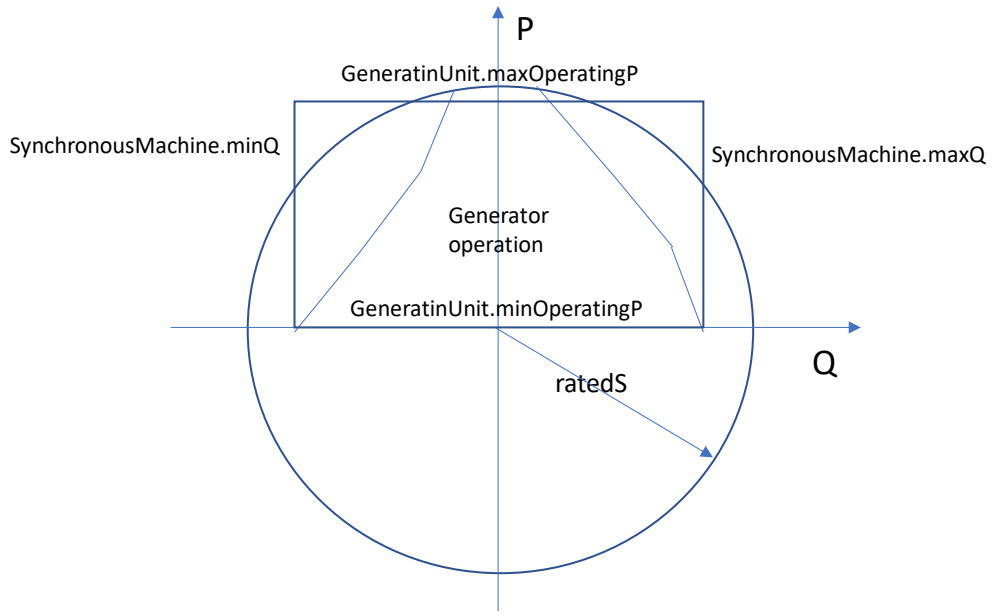 P
GeneratinUnit.maxOperatingP
SynchronousMachine.minQ
SynchronousMachine.maxQ
Generator
operation
GeneratinUnit.minOperatingP
Q
ratedS